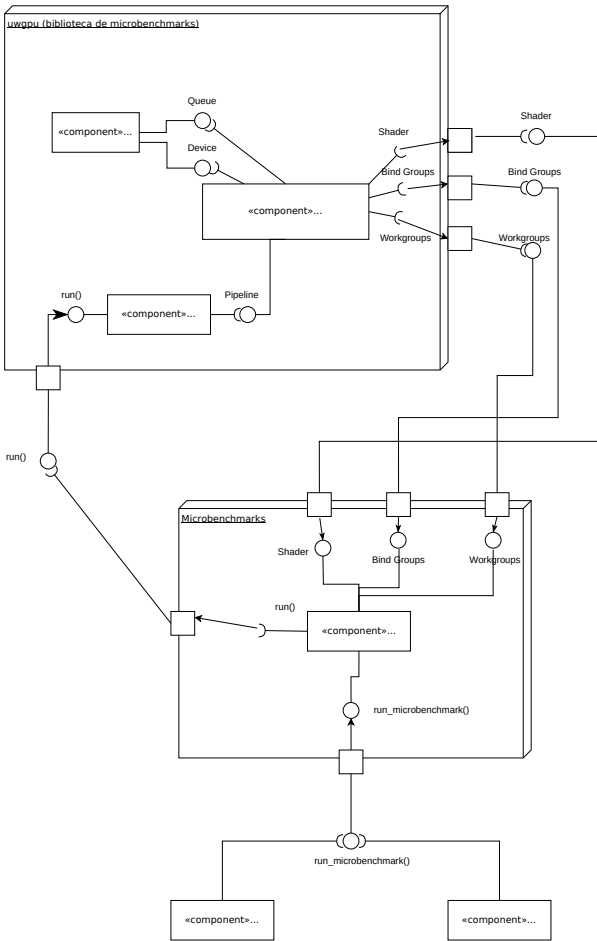 uwgpu (biblioteca de microbenchmarks)
Queue
«component»...
Device
Shader
Shader
Bind Groups
Bind Groups
«component»...
Workgroups
Workgroups
run()
Pipeline
«component»...
run()
Microbenchmarks
Shader
Bind Groups
Workgroups
run()
«component»...
run_microbenchmark()
run_microbenchmark()
«component»...
«component»...